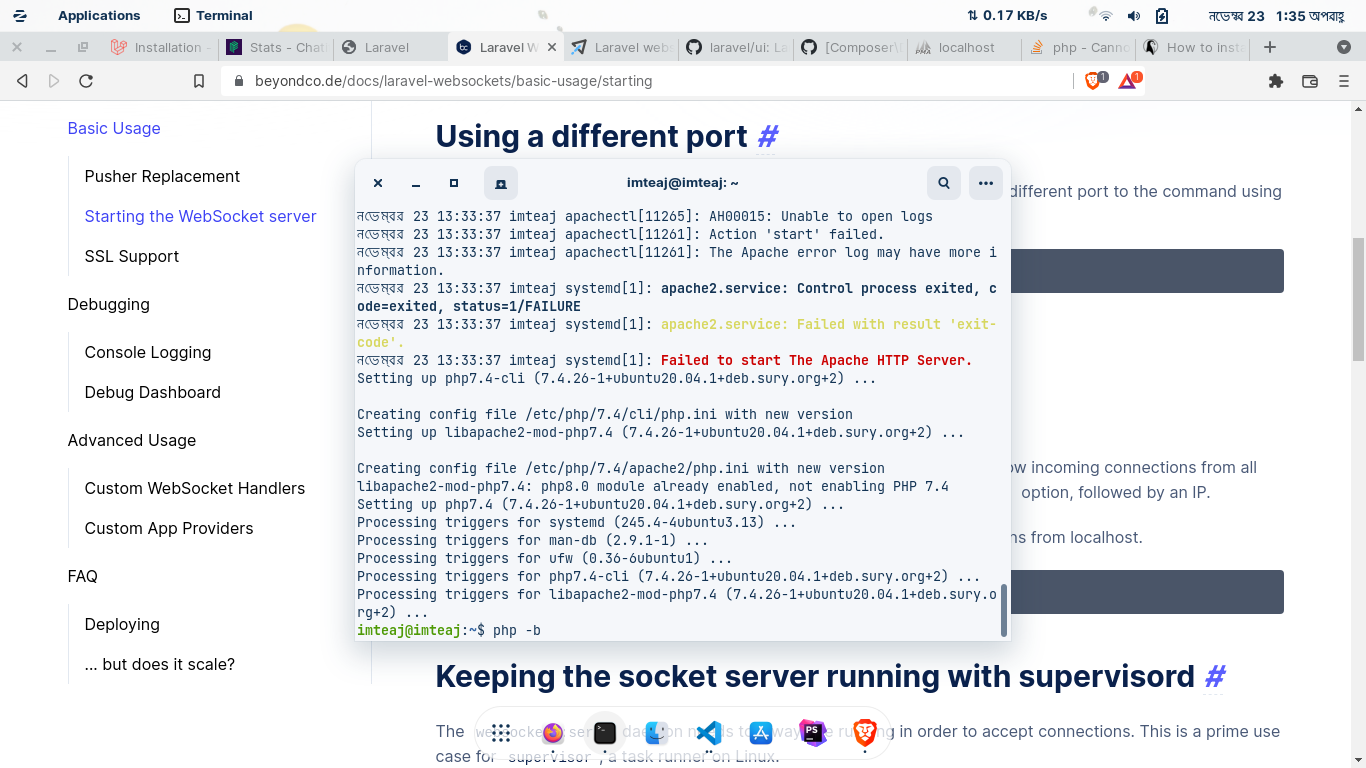 Applications Terminal 0.17 KB/s নভেম্বর 23 1:35 অপরাহ্ণ
Installation - Stats - Chat Laravel Laravel W Laravel webs laravel/ui: La [Composer\ localhost php - Canno How to inst
beyondco.de/docs/laravel-websockets/basic-usage/starting 1 1
Basic Usage
Pusher Replacement
Starting the WebSocket server
SSL Support
Debugging
Console Logging
Debug Dashboard
Advanced Usage
Custom WebSocket Handlers
Custom App Providers
FAQ
Deploying
... but does it scale?
Using a different port #
different port to the command using
ow incoming connections from all
option, followed by an IP.
ns from localhost.
imteaj@imteaj: ~
নভেম্বর 23 13:33:37 imteaj apachectl[11265]: AH00015: Unable to open logs
নভেম্বর 23 13:33:37 imteaj apachectl[11261]: Action 'start' failed.
নভেম্বর 23 13:33:37 imteaj apachectl[11261]: The Apache error log may have more i
nformation.
নভেম্বর 23 13:33:37 imteaj systemd[1]: apache2.service: Control process exited, c
ode=exited, status=1/FAILURE
নভেম্বর 23 13:33:37 imteaj systemd[1]: apache2.service: Failed with result 'exit-
code'.
নভেম্বর 23 13:33:37 imteaj systemd[1]: Failed to start The Apache HTTP Server.
Setting up php7.4-cli (7.4.26-1+ubuntu20.04.1+deb.sury.org+2) ...
Creating config file /etc/php/7.4/cli/php.ini with new version
Setting up libapache2-mod-php7.4 (7.4.26-1+ubuntu20.04.1+deb.sury.org+2) ...
Creating config file /etc/php/7.4/apache2/php.ini with new version
libapache2-mod-php7.4: php8.0 module already enabled, not enabling PHP 7.4
Setting up php7.4 (7.4.26-1+ubuntu20.04.1+deb.sury.org+2) ...
Processing triggers for systemd (245.4-4ubuntu3.13) ...
Processing triggers for man-db (2.9.1-1) ...
Processing triggers for ufw (0.36-6ubuntu1) ...
Processing triggers for php7.4-cli (7.4.26-1+ubuntu20.04.1+deb.sury.org+2) ...
Processing triggers for libapache2-mod-php7.4 (7.4.26-1+ubuntu20.04.1+deb.sury.o
rg+2) ...
imteaj@imteaj:~$ php -b
Keeping the socket server running with supervisord #
The running in order to accept connections. This is a prime use
case for supervisor, a task runner on Linux.
PS